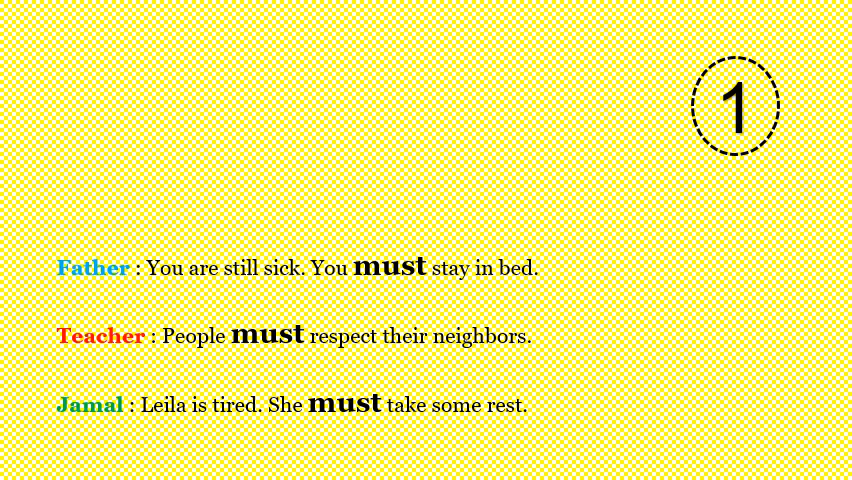 1
Father : You are still sick. You must stay in bed.
Teacher : People must respect their neighbors.
Jamal : Leila is tired. She must take some rest.